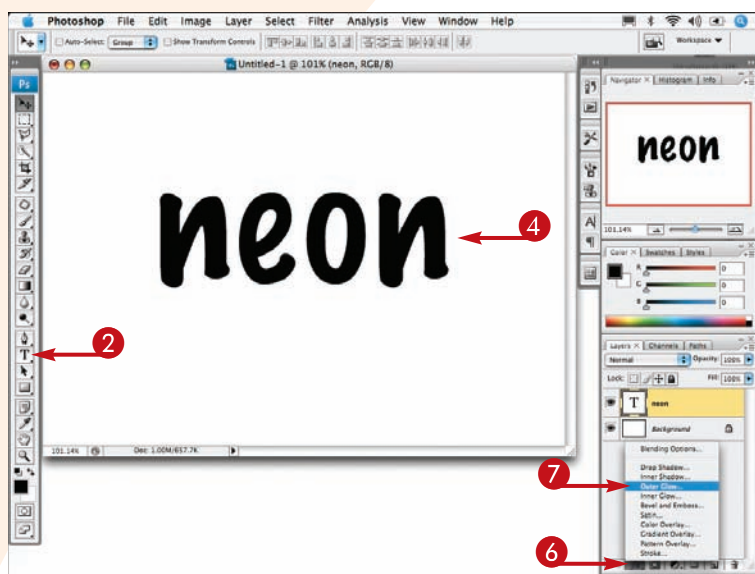 Photoshop File Edit Image Layer Select Filter Analysis View Window Help
Auto-Select: Group Show Transform Controls Workspace
Untitled-1 @ 101% (neon, RGB/8)
Ps
Navigator × Histogram Info
neon
neon
4
101.14%
Color × Swatches Styles
R 0
G 0
B 0
2
T
A
Layers × Channels Paths
Normal Opacity: 100%
Lock: Fill: 100%
T neon
Background
101.14% Doc: 1.00M/657.7K
Blending Options...
Drop Shadow...
Inner Shadow...
7
Outer Glow...
Inner Glow...
Bevel and Emboss...
Satin...
Color Overlay...
Gradient Overlay...
Pattern Overlay...
Stroke...
6